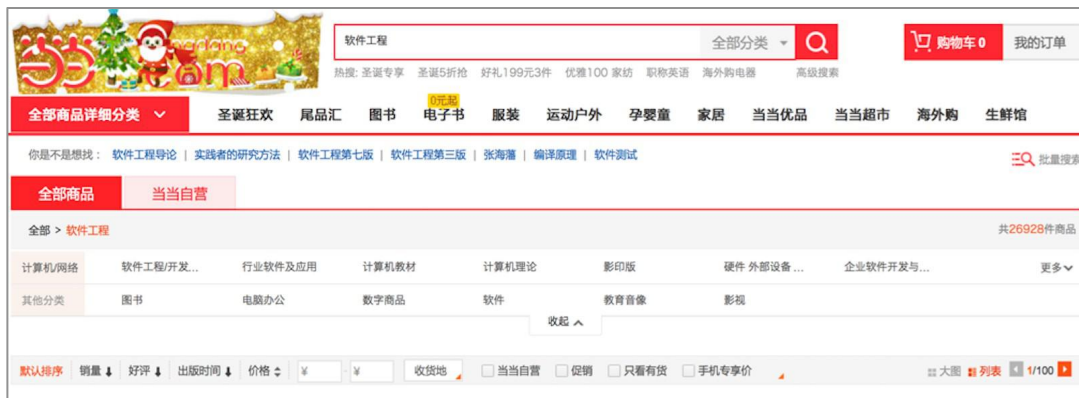 当当
dangdang
.com
软件工程 全部分类
购物车 0 我的订单
热搜: 圣诞专享 圣诞5折抢 好礼199元3件 优雅100 家纺 职称英语 海外购电器 高级搜索
0元起
全部商品详细分类 圣诞狂欢 尾品汇 图书 电子书 服装 运动户外 孕婴童 家居 当当优品 当当超市 海外购 生鲜馆
你是不是想找: 软件工程导论 | 实践者的研究方法 | 软件工程第七版 | 软件工程第三版 | 张海藩 | 编译原理 | 软件测试 批量搜索
全部商品 当当自营
全部 > 软件工程 共26928件商品
计算机/网络 软件工程/开发... 行业软件及应用 计算机教材 计算机理论 影印版 硬件 外部设备 ... 企业软件开发与... 更多
其他分类 图书 电脑办公 数字商品 软件 教育音像 影视
收起
默认排序 销量 好评 出版时间 价格 ¥ - ¥ 收货地 当当自营 促销 只看有货 手机专享价 大图 列表 1/100